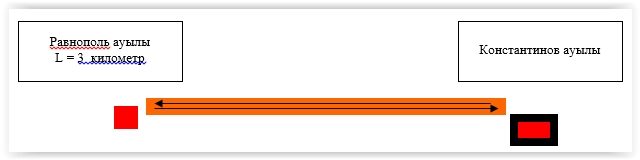 Равнополь ауылы
L = 3 километр
Константинов ауылы